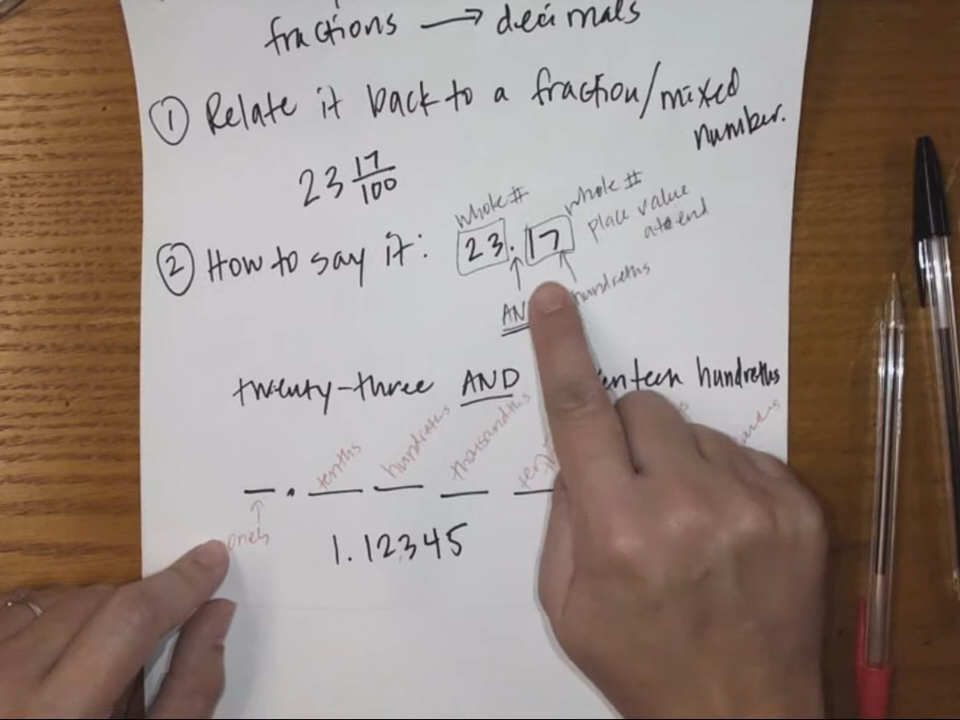 fractions → decimals
① Relate it back to a fraction/mixed
number.
23 17/100
whole # whole #
place value
at end
② How to say it: 23.17
hundreths
twenty-three AND hundreths
tenths hundreths thousandths
_ . _ _ _ _
ones
1.12345